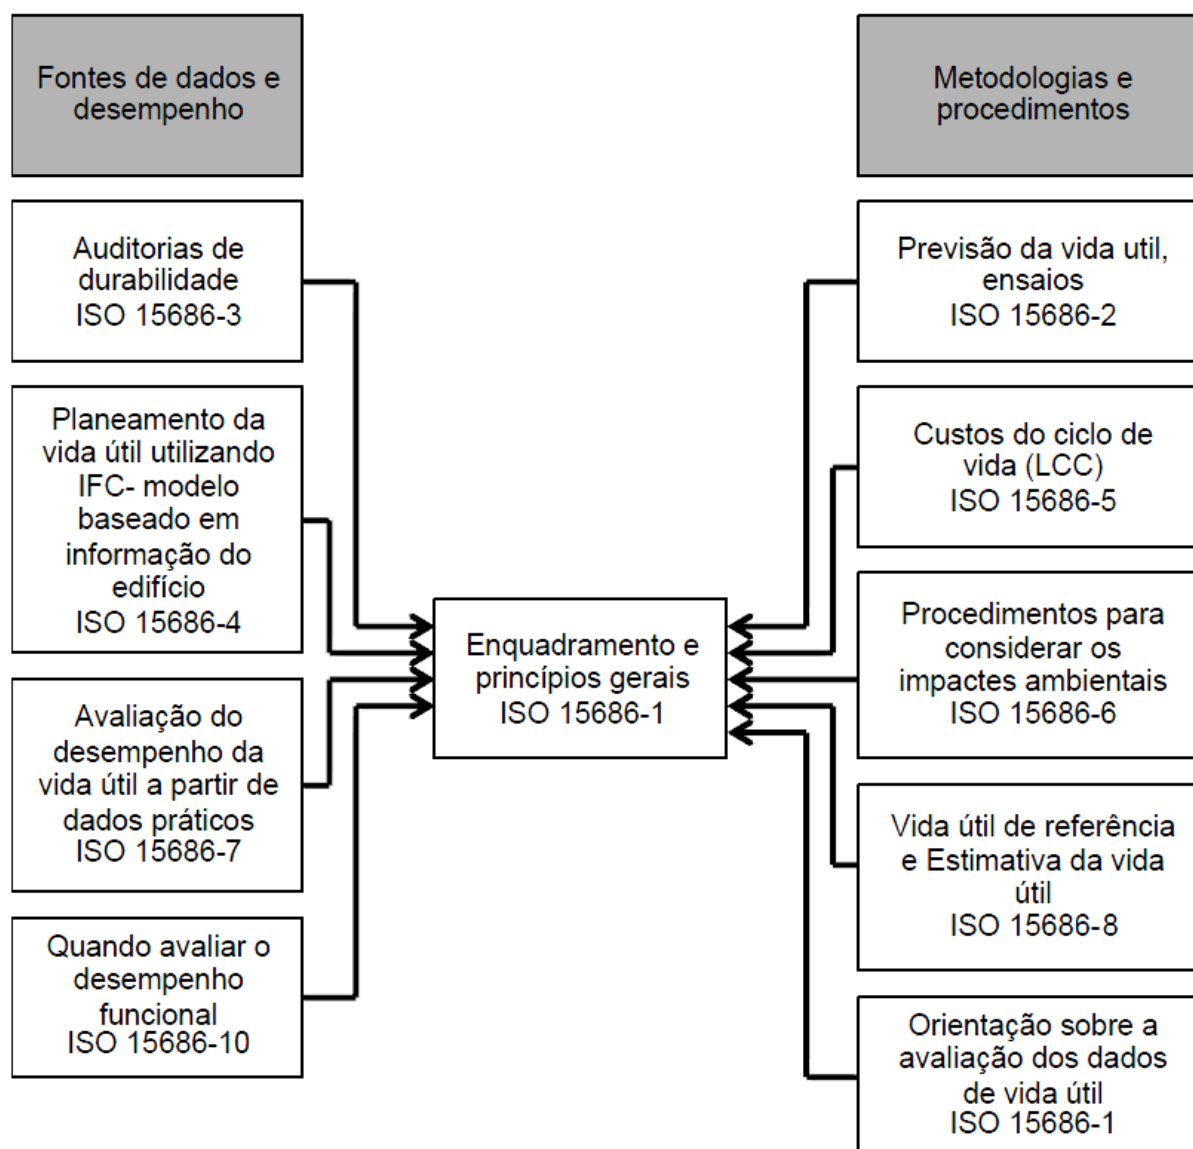 Fontes de dados e
desempenho
Auditorias de
durabilidade
ISO 15686-3
Planeamento da
vida útil utilizando
IFC- modelo
baseado em
informação do
edifício
ISO 15686-4
Avaliação do
desempenho da
vida útil a partir de
dados práticos
ISO 15686-7
Quando avaliar o
desempenho
funcional
ISO 15686-10
Enquadramento e
princípios gerais
ISO 15686-1
Metodologias e
procedimentos
Previsão da vida util,
ensaios
ISO 15686-2
Custos do ciclo de
vida (LCC)
ISO 15686-5
Procedimentos para
considerar os
impactes ambientais
ISO 15686-6
Vida útil de referência
e Estimativa da vida
útil
ISO 15686-8
Orientação sobre a
avaliação dos dados
de vida útil
ISO 15686-1